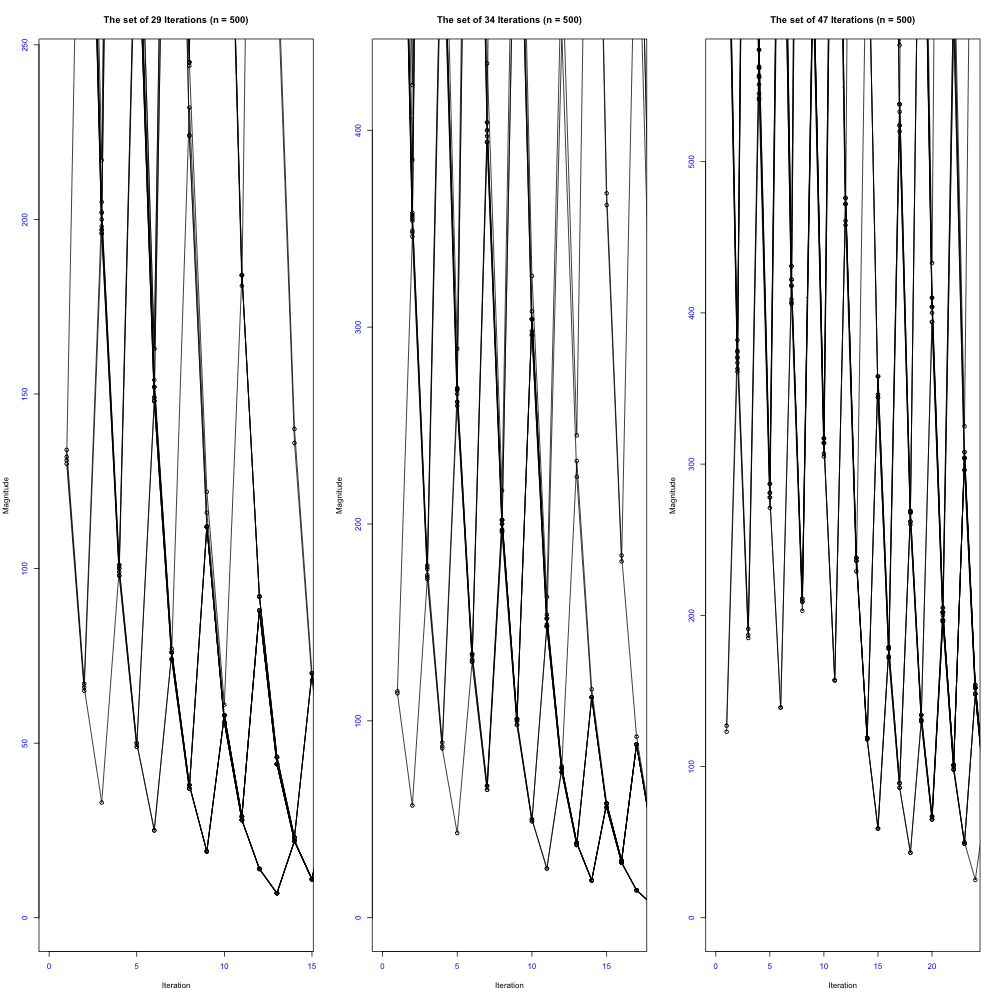 The set of 29 Iterations (n = 500)
Magnitude
250
200
150
100
50
0
0 5 10 15
Iteration
The set of 34 Iterations (n = 500)
Magnitude
400
300
200
100
0
0 5 10 15
Iteration
The set of 47 Iterations (n = 500)
Magnitude
500
400
300
200
100
0
0 5 10 15 20
Iteration